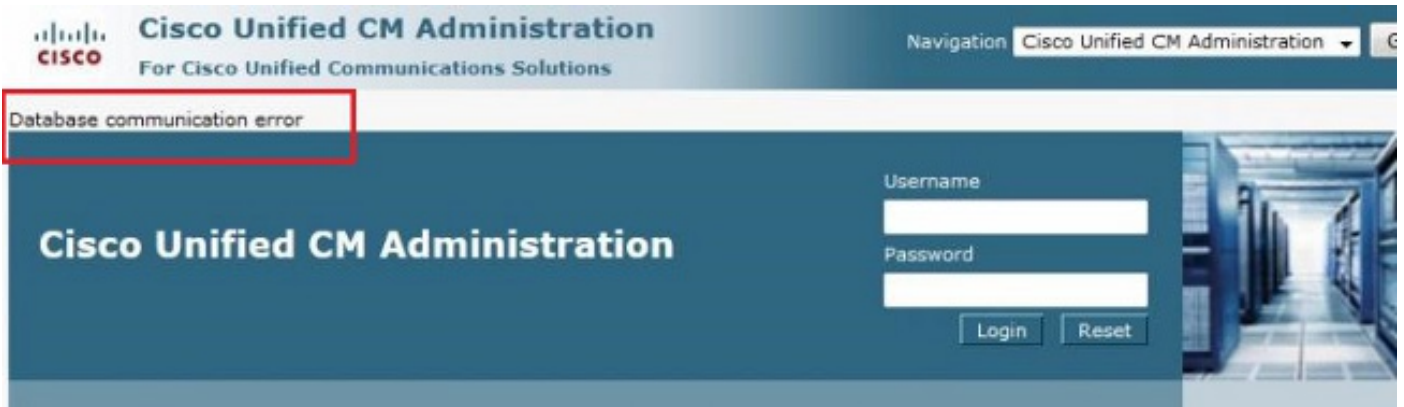 CISCO
Cisco Unified CM Administration
For Cisco Unified Communications Solutions
Navigation Cisco Unified CM Administration
G
Database communication error
Username
Cisco Unified CM Administration
Password
Login Reset